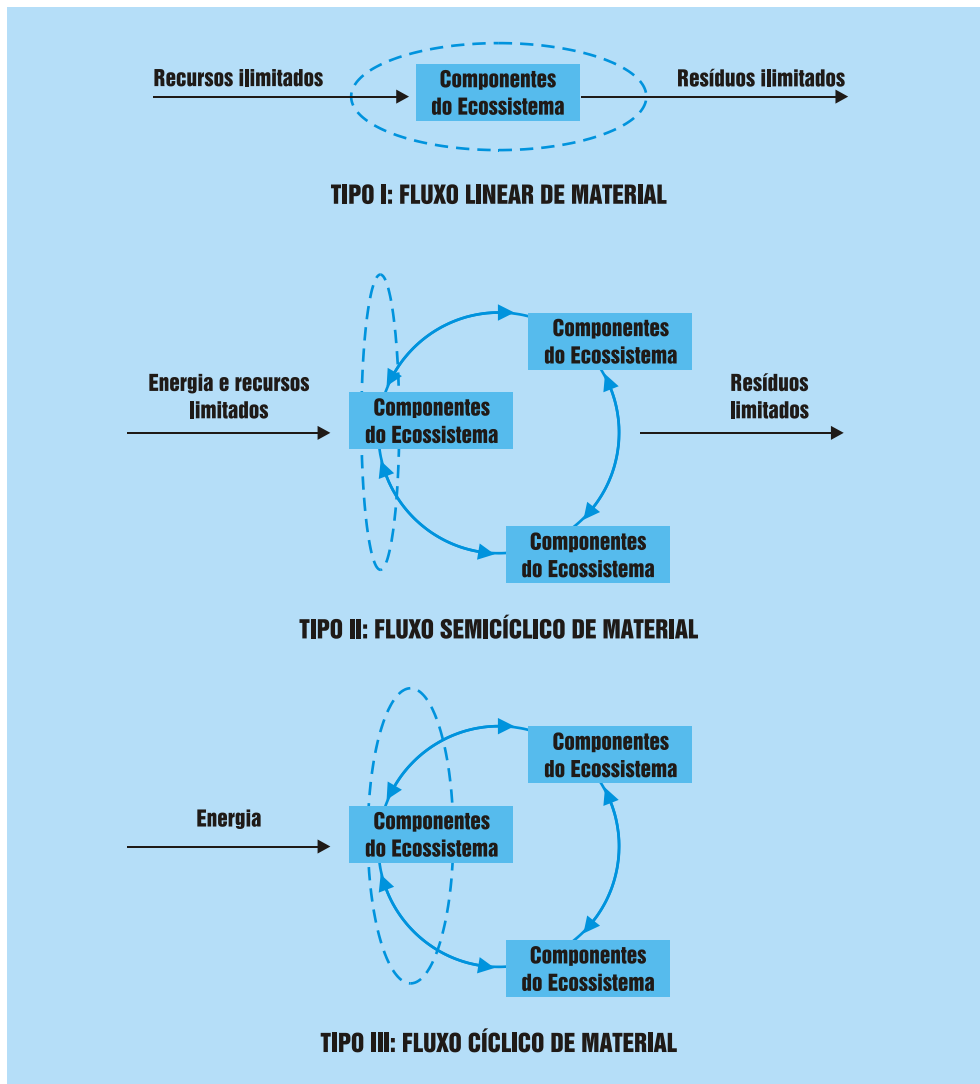 Recursos ilimitados
Componentes
do Ecossistema
Resíduos ilimitados
TIPO I: FLUXO LINEAR DE MATERIAL
Componentes
do Ecossistema
Energia e recursos
limitados
Componentes
do Ecossistema
Resíduos
limitados
Componentes
do Ecossistema
TIPO II: FLUXO SEMICÍCLICO DE MATERIAL
Componentes
do Ecossistema
Energia
Componentes
do Ecossistema
Componentes
do Ecossistema
TIPO III: FLUXO CÍCLICO DE MATERIAL